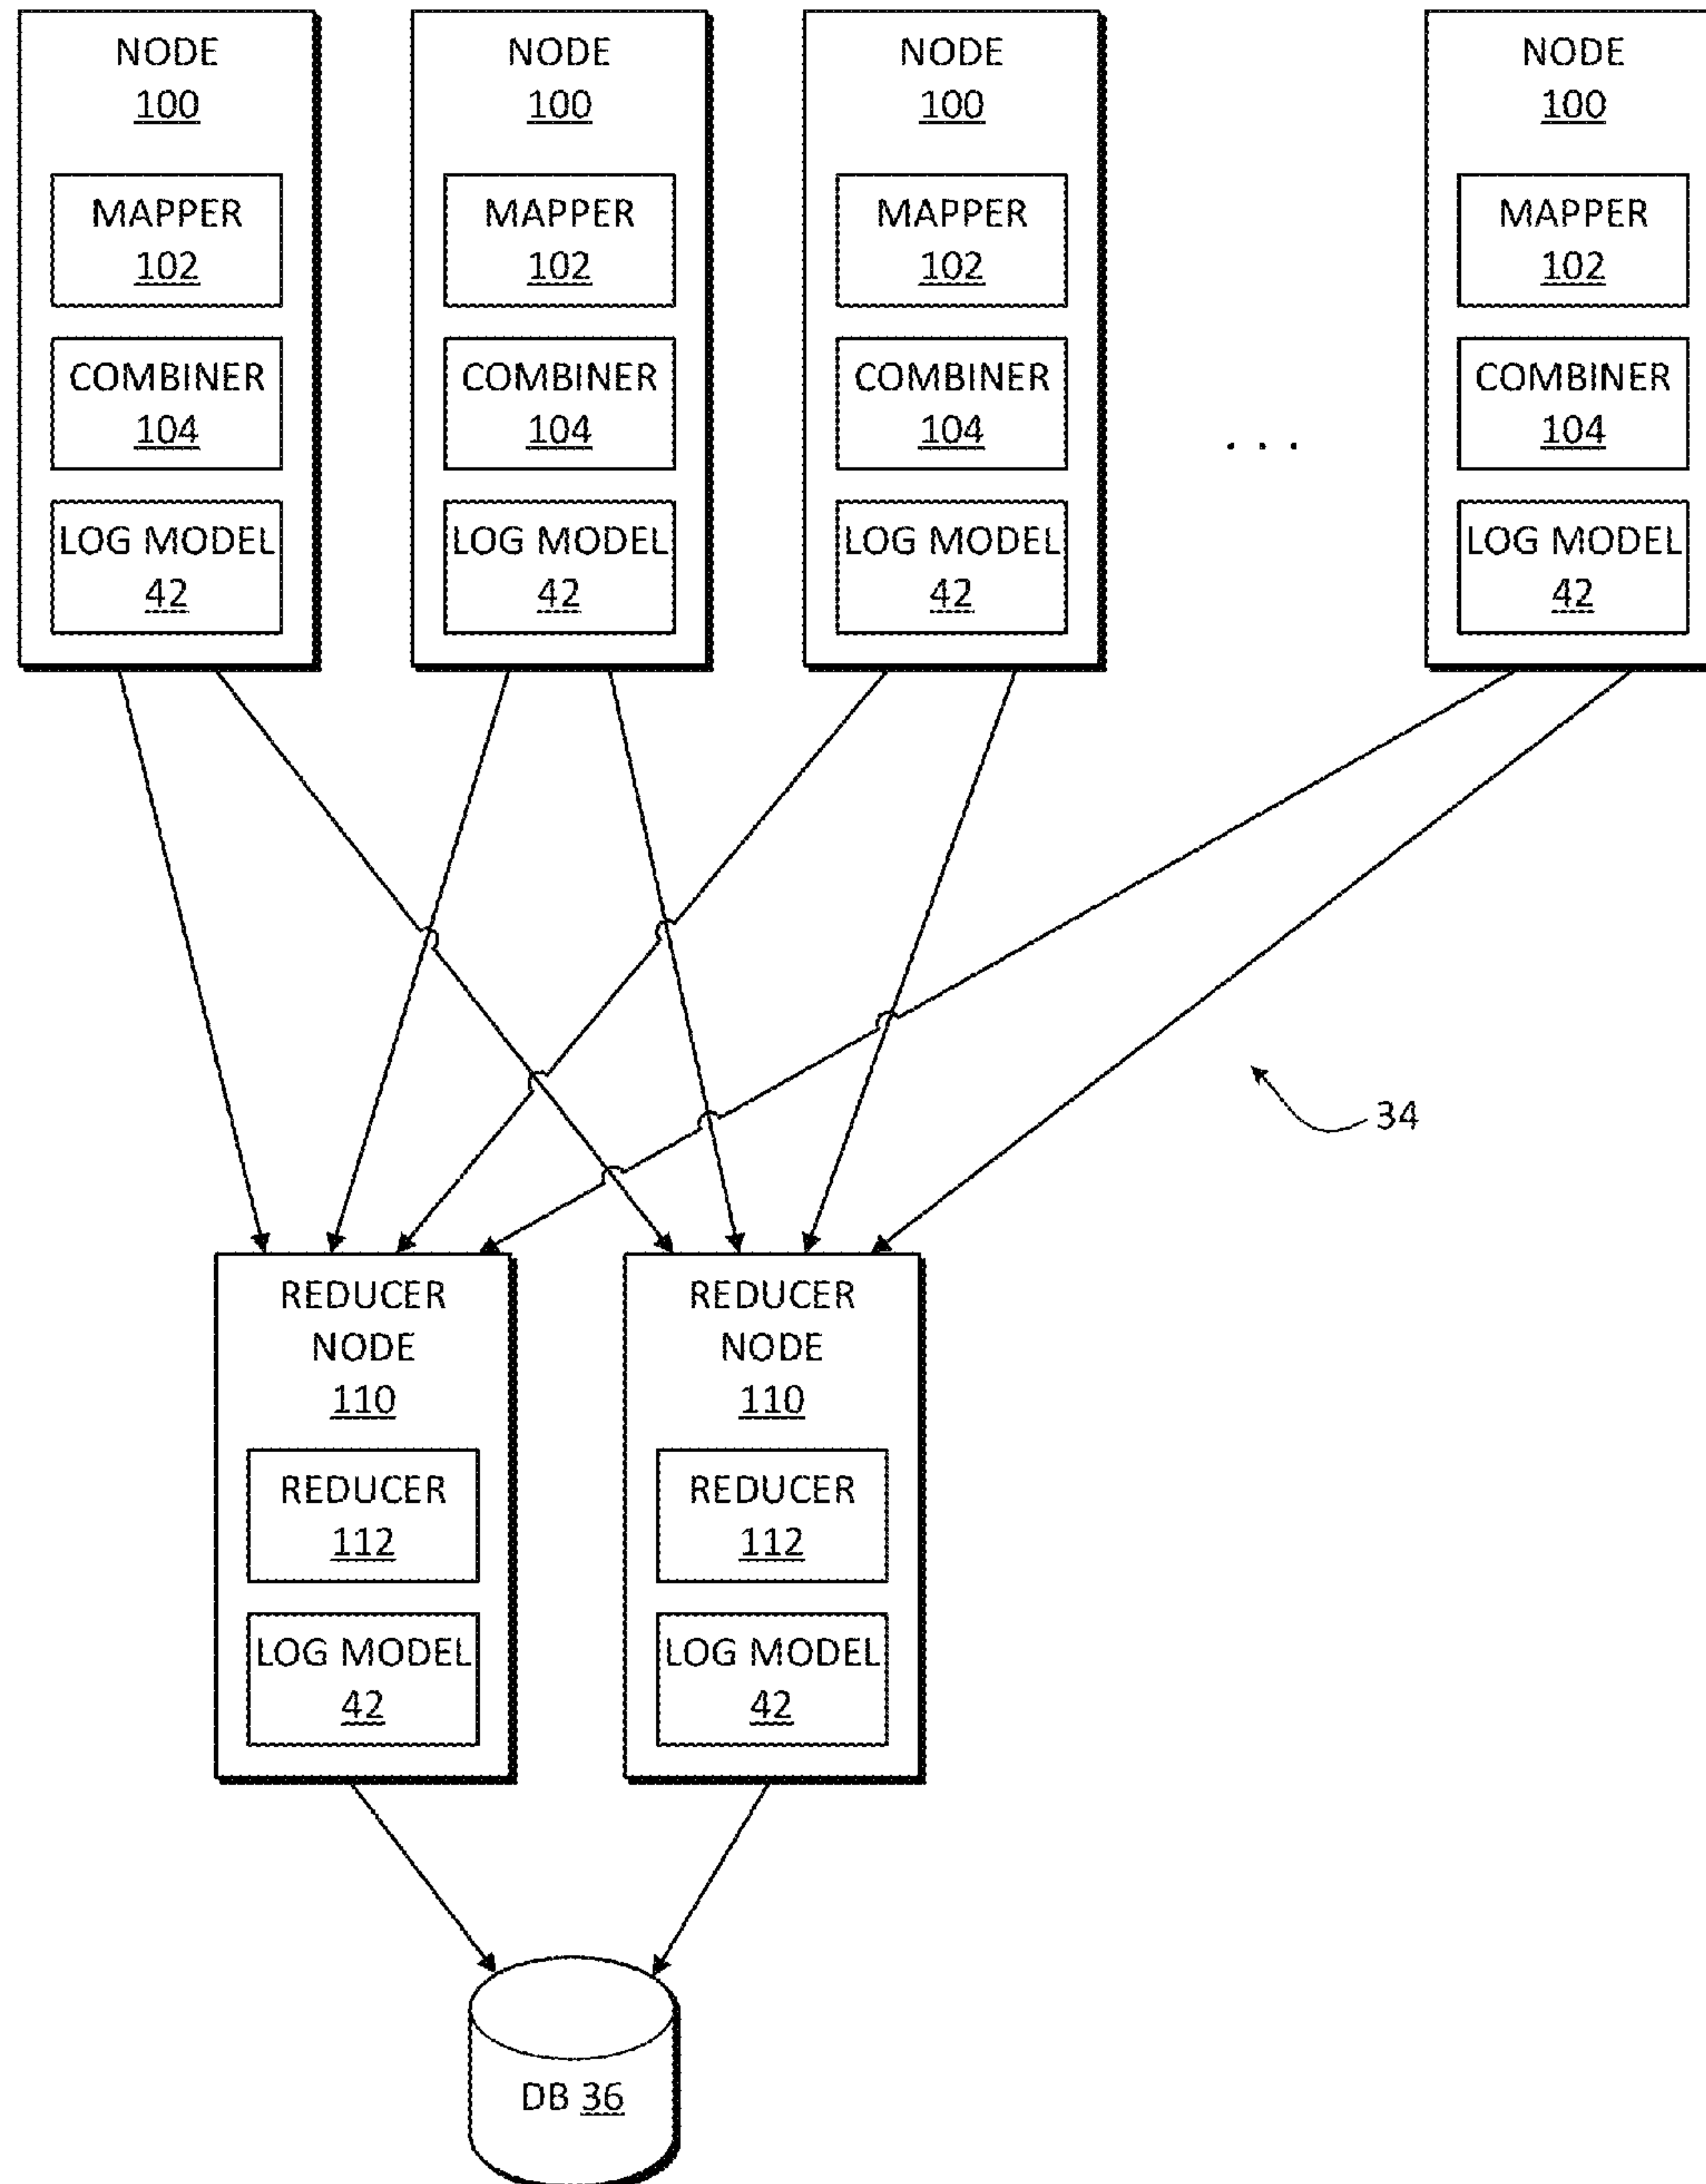 NODE
100
MAPPER
102
COMBINER
104
LOG MODEL
42
NODE
100
MAPPER
102
COMBINER
104
LOG MODEL
42
NODE
100
MAPPER
102
COMBINER
104
LOG MODEL
42
. . .
NODE
100
MAPPER
102
COMBINER
104
LOG MODEL
42
34
REDUCER
NODE
110
REDUCER
112
LOG MODEL
42
REDUCER
NODE
110
REDUCER
112
LOG MODEL
42
DB 36